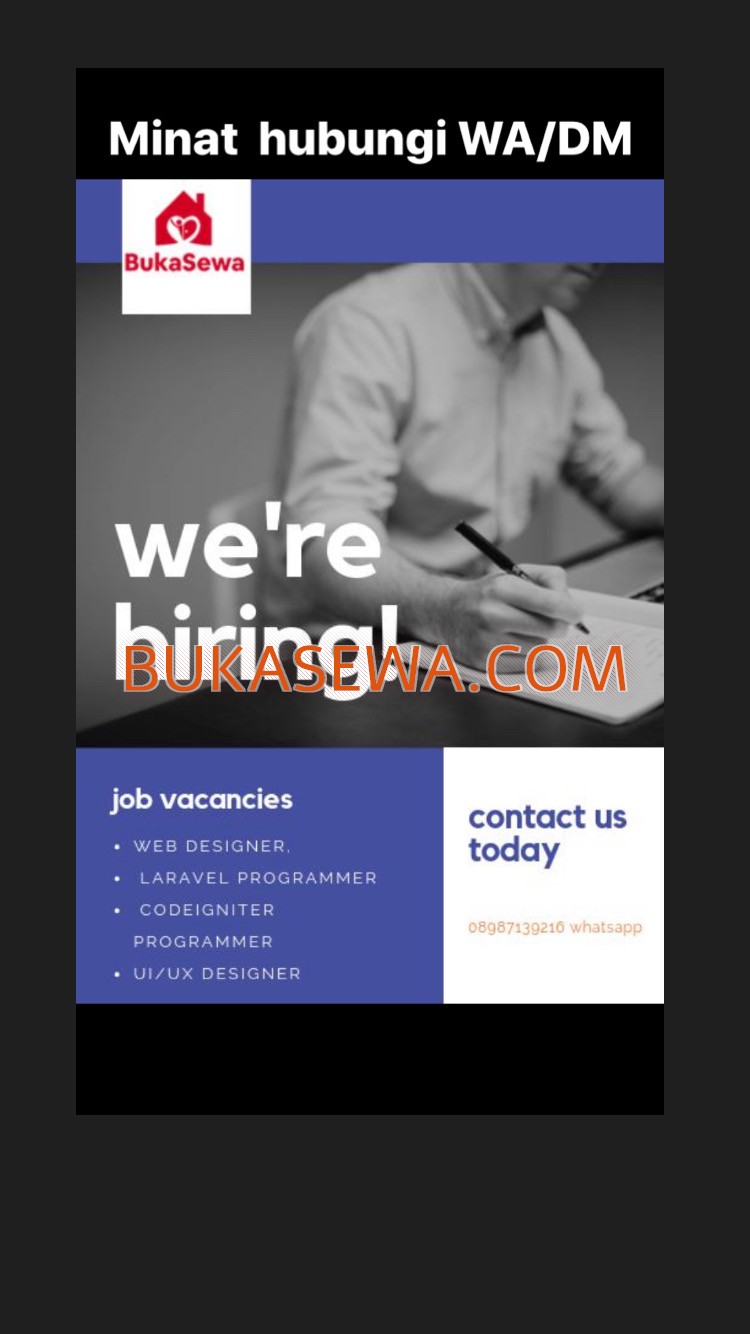 Minat hubungi WA/DM
BukaSewa
we're
hiring!
BUKASEWA.COM
job vacancies
• WEB DESIGNER,
• LARAVEL PROGRAMMER
• CODEIGNITER
PROGRAMMER
• UI/UX DESIGNER
contact us
today
08987139216 whatsapp